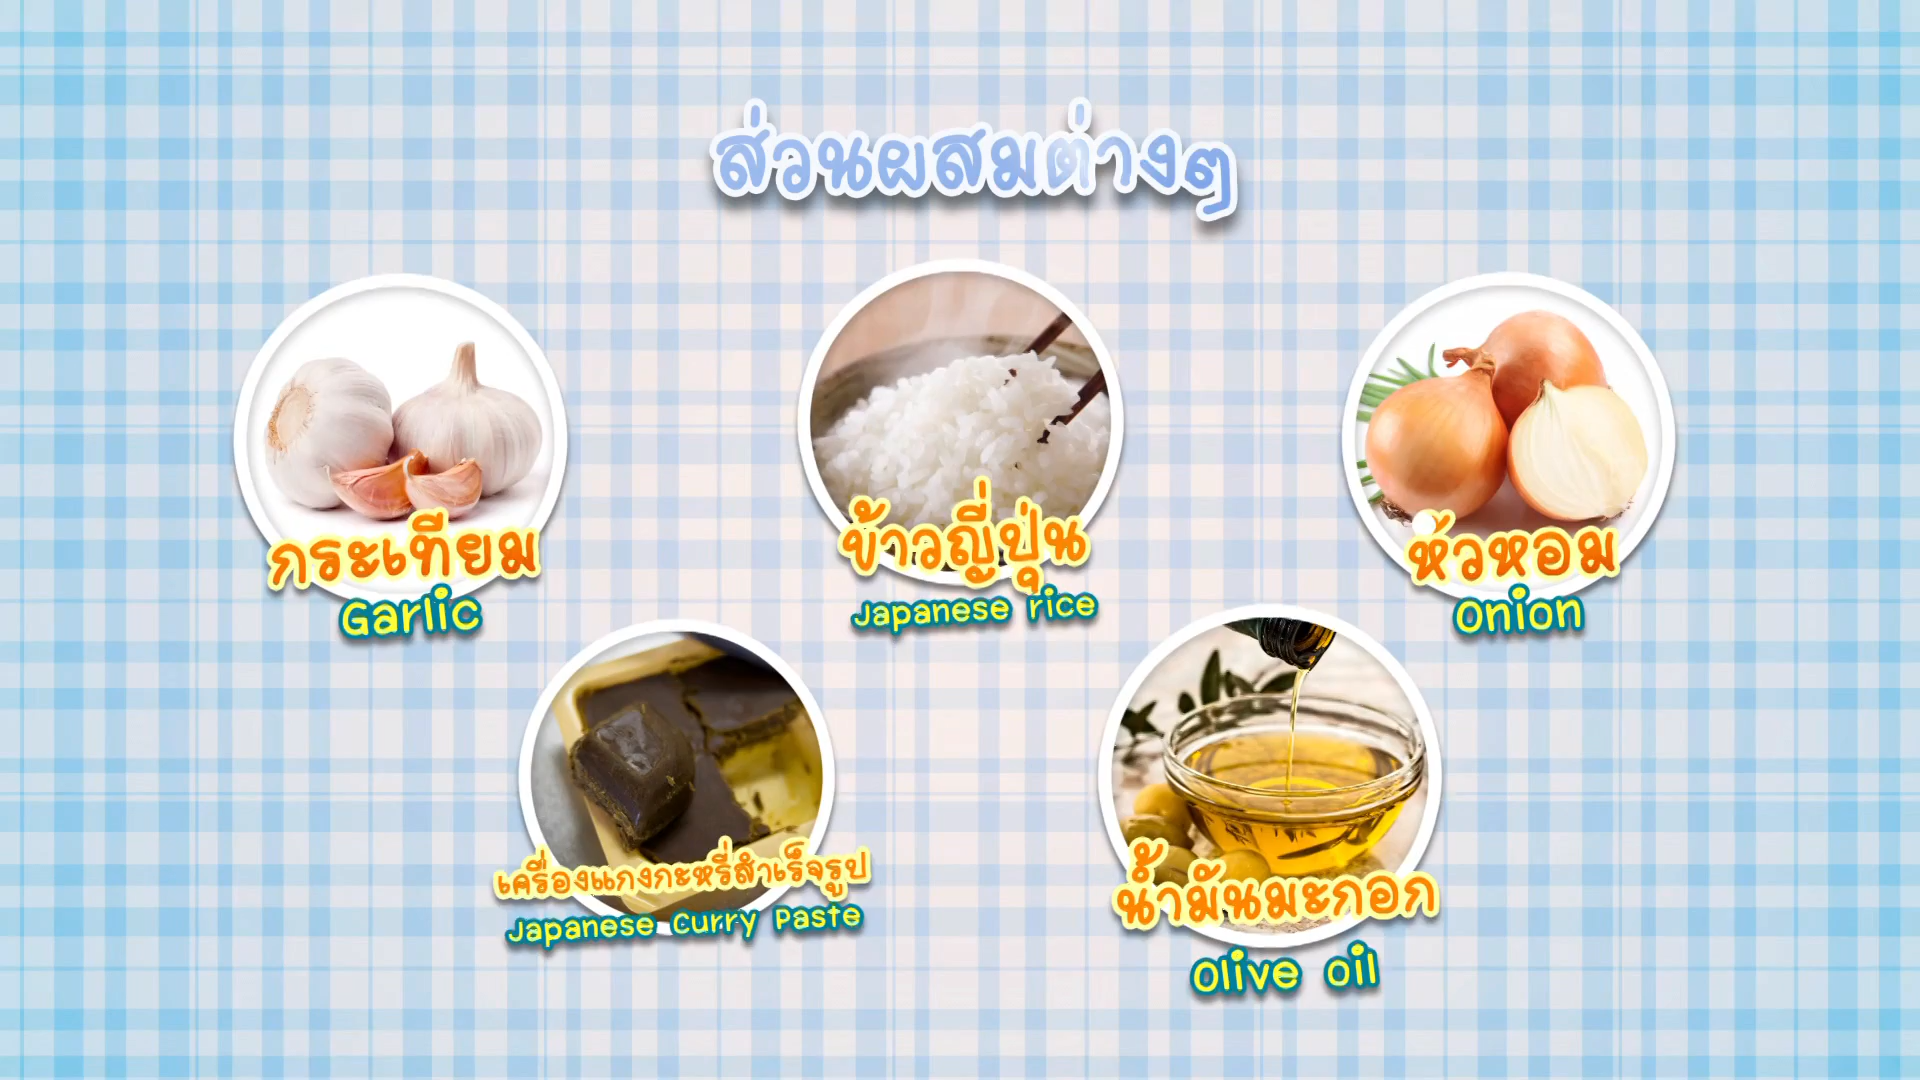 ส่วนผสมต่างๆ
กระเทียม
Garlic
ข้าวญี่ปุ่น
Japanese rice
หัวหอม
Onion
เครื่องแกงกะหรี่สำเร็จรูป
Japanese Curry Paste
น้ำมันมะกอก
Olive oil